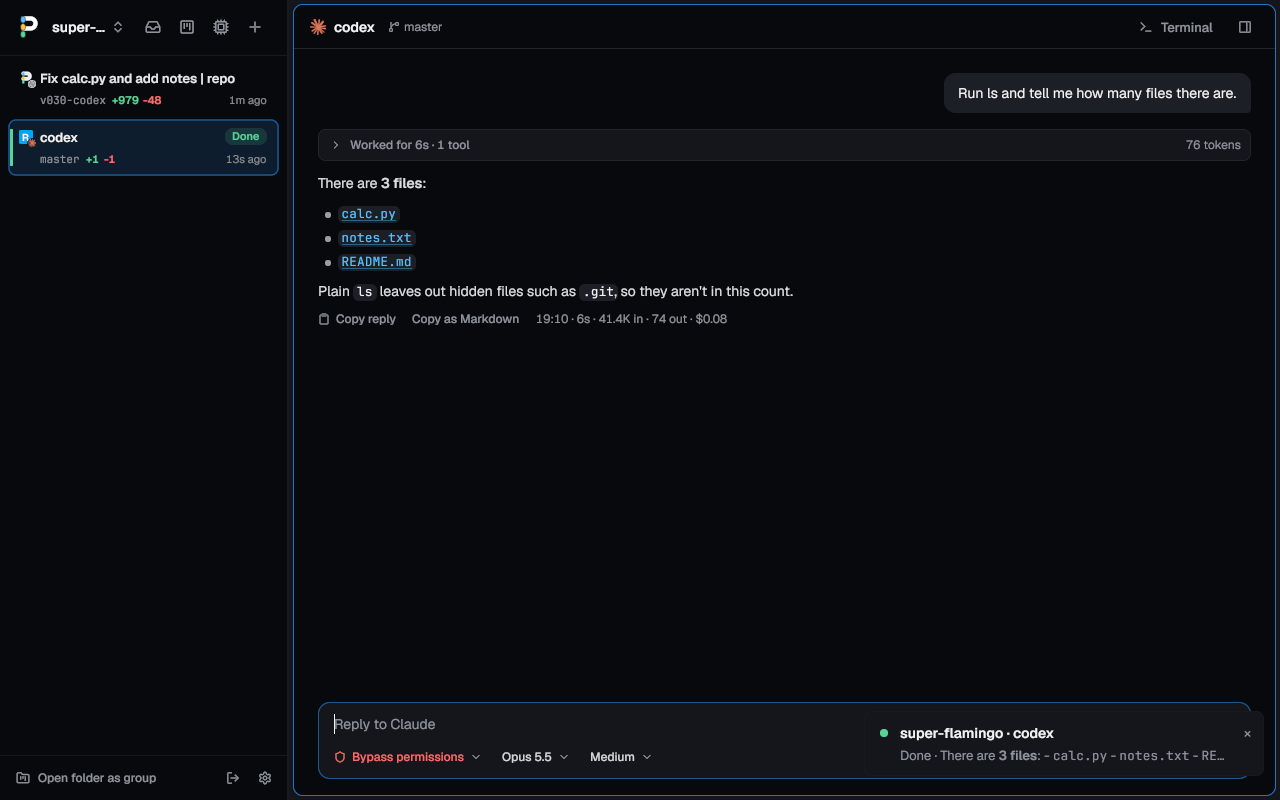 super-...
Fix calc.py and add notes | repo
v030-codex +979 -48 1m ago
codex Done
master +1 -1 13s ago
Open folder as group
codex master Terminal
Run ls and tell me how many files there are.
Worked for 6s · 1 tool 76 tokens
There are 3 files:
calc.py
notes.txt
README.md
Plain ls leaves out hidden files such as .git, so they aren't in this count.
Copy reply Copy as Markdown 19:10 · 6s · 41.4K in · 74 out · $0.08
Reply to Claude
Bypass permissions Opus 5.5 Medium
super-flamingo · codex ×
Done · There are 3 files: - calc.py - notes.txt - RE…